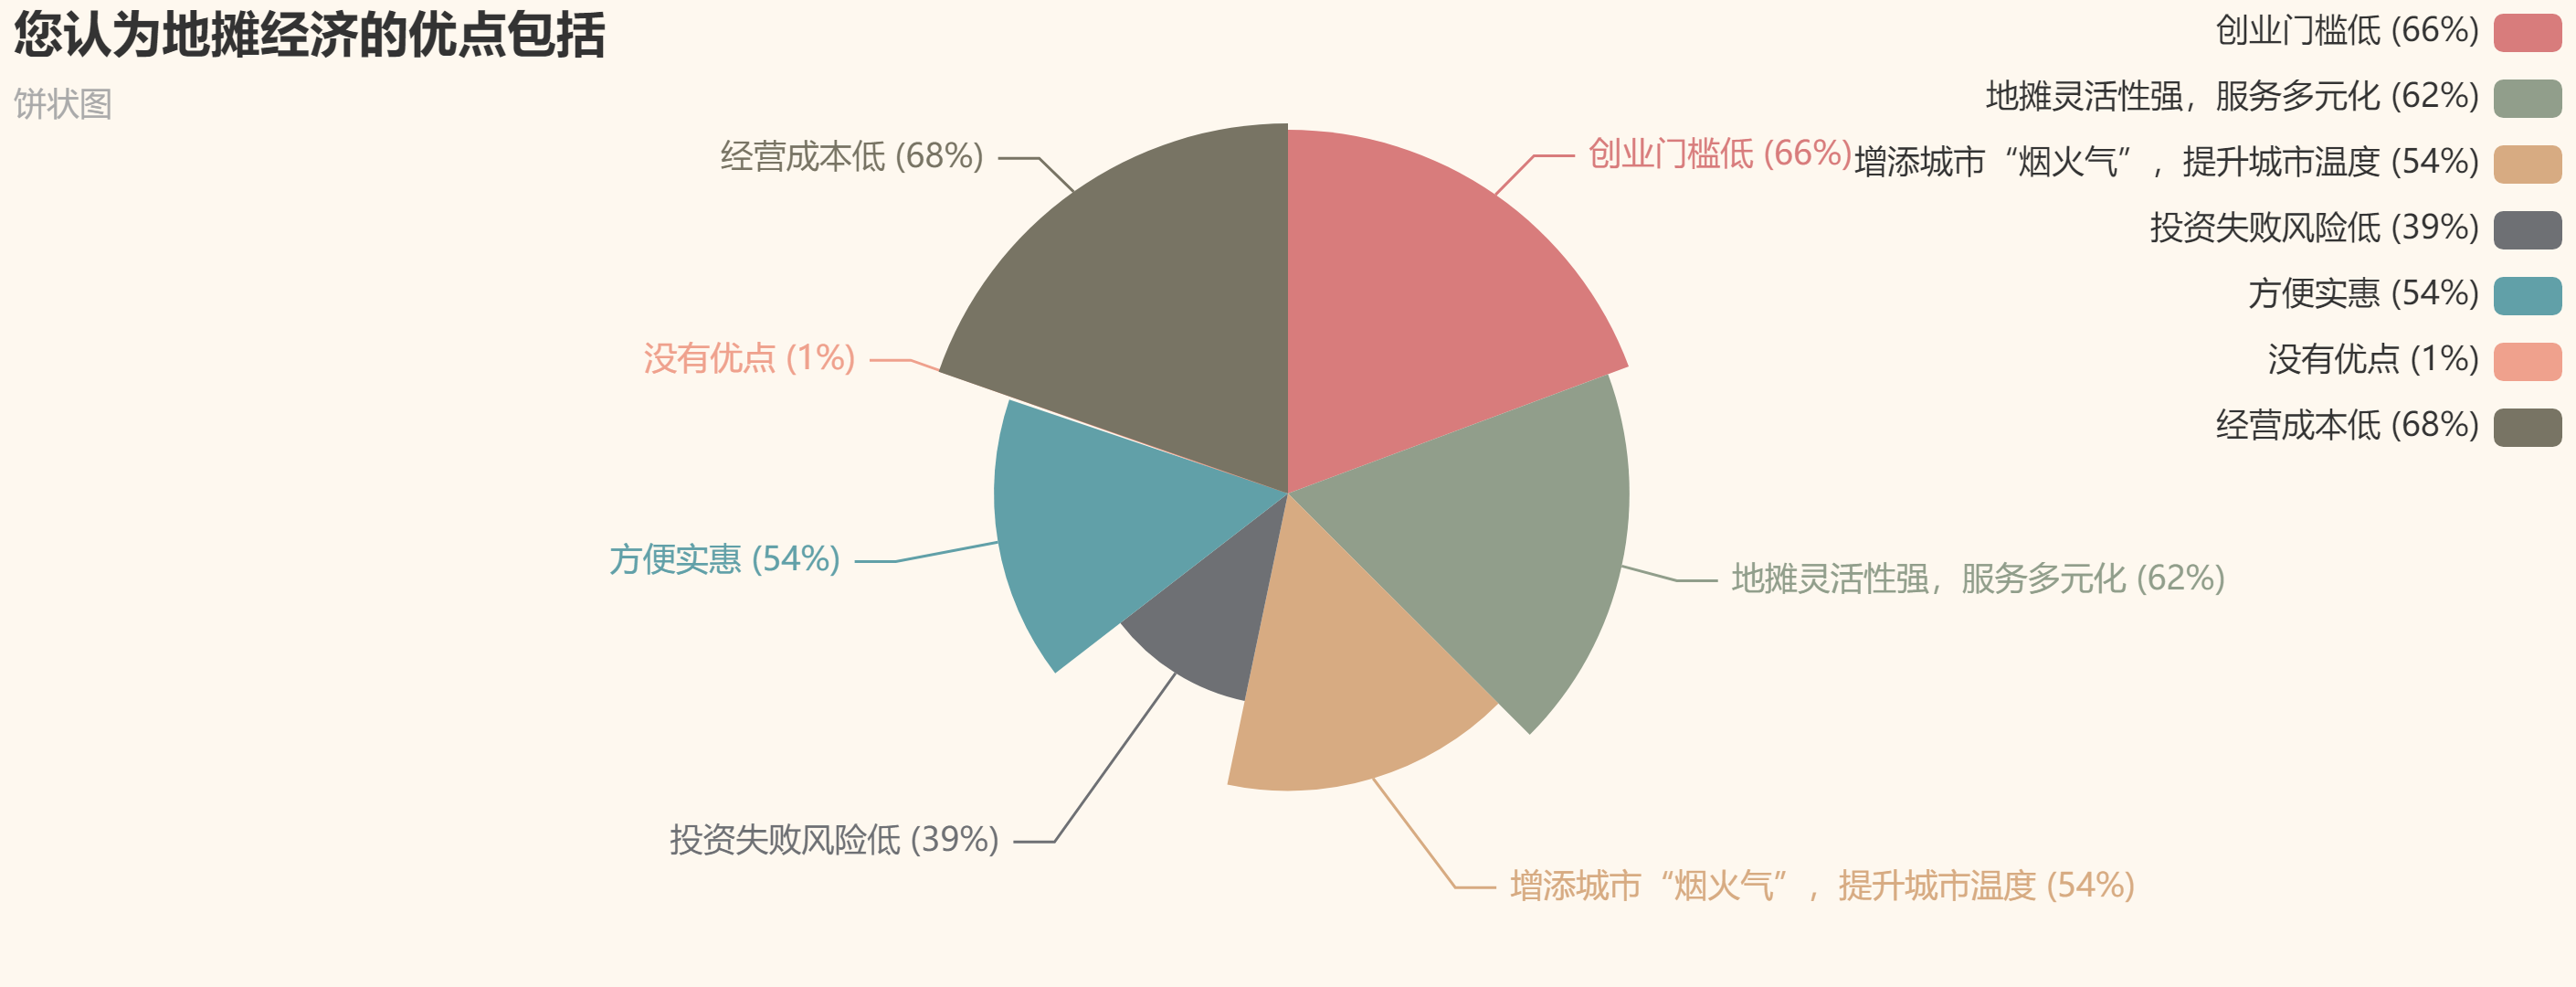 您认为地摊经济的优点包括
饼状图
创业门槛低 (66%)
地摊灵活性强，服务多元化 (62%)
增添城市“烟火气”，提升城市温度 (54%)
投资失败风险低 (39%)
方便实惠 (54%)
没有优点 (1%)
经营成本低 (68%)
经营成本低 (68%)
创业门槛低 (66%)
没有优点 (1%)
方便实惠 (54%)
地摊灵活性强，服务多元化 (62%)
投资失败风险低 (39%)
增添城市“烟火气”，提升城市温度 (54%)